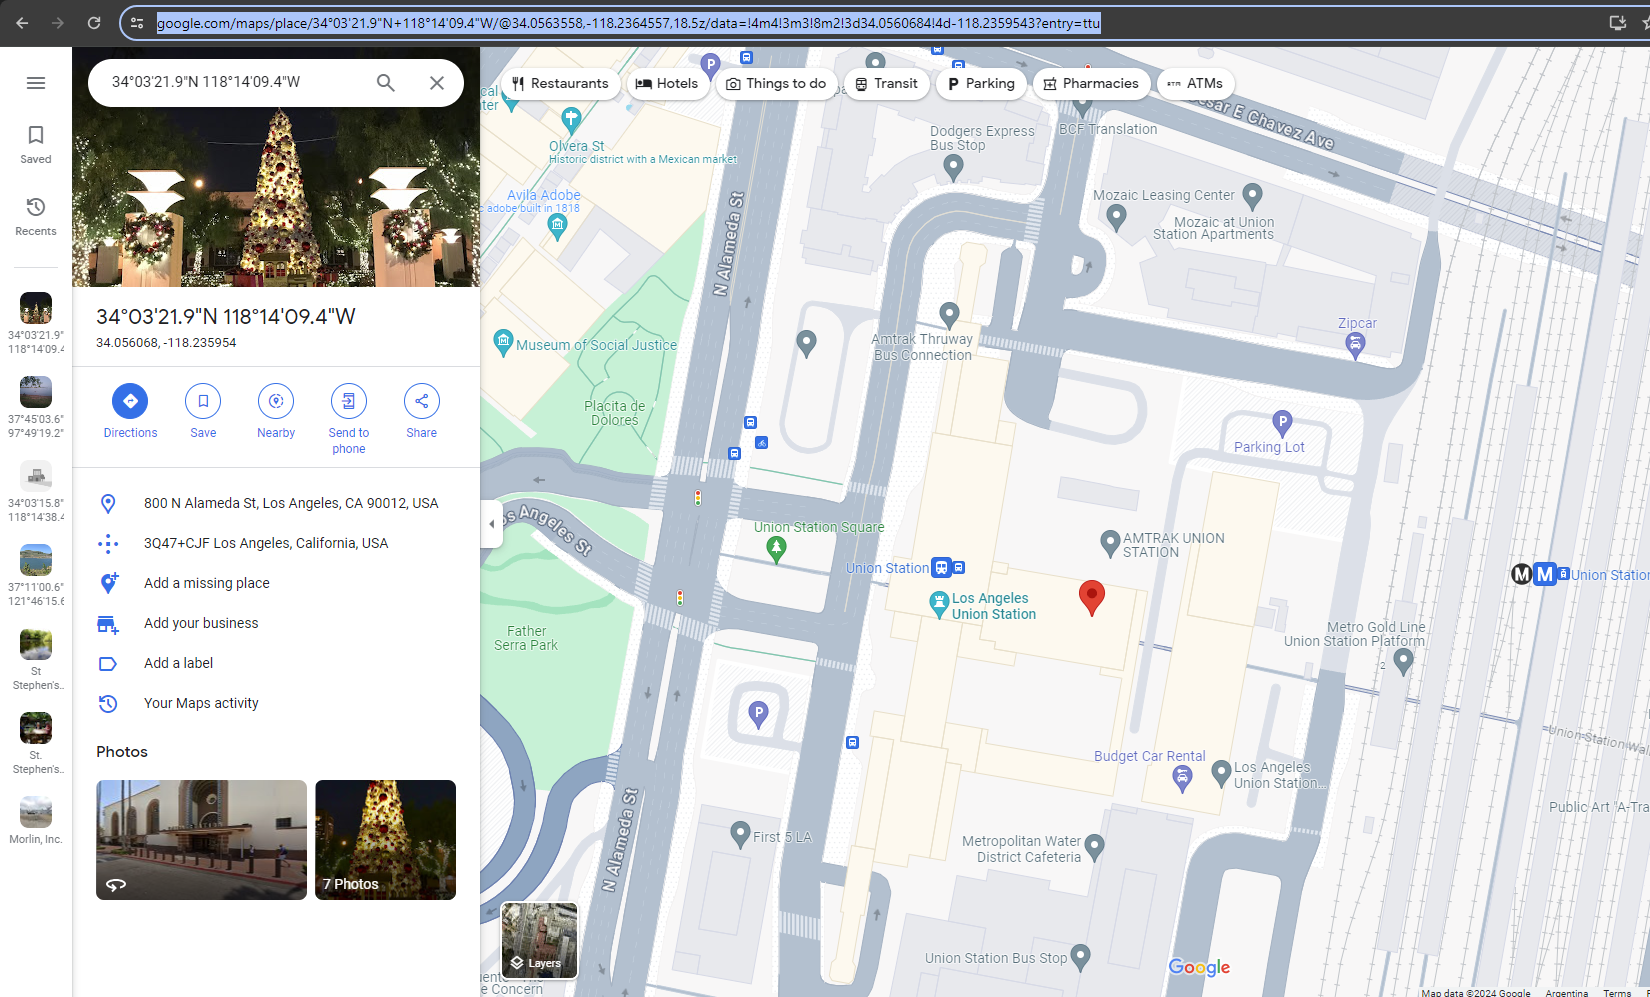 google.com/maps/place/34°03'21.9"N+118°14'09.4"W/@34.0563558,-118.2364557,18.5z/data=!4m4!3m3!8m2!3d34.0560684!4d-118.2359543?entry=ttu
34°03'21.9"N 118°14'09.4"W
Restaurants
Hotels
Things to do
Transit
Parking
Pharmacies
ATMs
Saved
Recents
34°03'21.9"
118°14'09.4
37°45'03.6"
97°49'19.2"
34°03'15.8"
118°14'38.4
37°11'00.6"
121°46'15.6
St
Stephen's..
St.
Stephen's..
Morlin, Inc.
34°03'21.9"N 118°14'09.4"W
34.056068, -118.235954
Directions
Save
Nearby
Send to
phone
Share
800 N Alameda St, Los Angeles, CA 90012, USA
3Q47+CJF Los Angeles, California, USA
Add a missing place
Add your business
Add a label
Your Maps activity
Photos
7 Photos
Layers
cal
nter
Olvera St
Historic district with a Mexican market
Avila Adobe
c adobe built in 1818
N Alameda St
Dodgers Express
Bus Stop
BCF Translation
esar E Chavez Ave
Mozaic Leasing Center
Mozaic at Union
Station Apartments
Museum of Social Justice
Amtrak Thruway
Bus Connection
Zipcar
Placita de
Dolores
P
Parking Lot
os Angeles St
Union Station Square
AMTRAK UNION
STATION
Union Station
M M Union Station
Los Angeles
Union Station
Father
Serra Park
Metro Gold Line
Union Station Platform
2
P
P
Union Station Wal
Budget Car Rental
Los Angeles
Union Station...
Public Art "A-Tra
N Alameda St
First 5 LA
Metropolitan Water
District Cafeteria
Union Station Bus Stop
Google
uente - The
e Concern
Map data ©2024 Google
Argentina
Terms